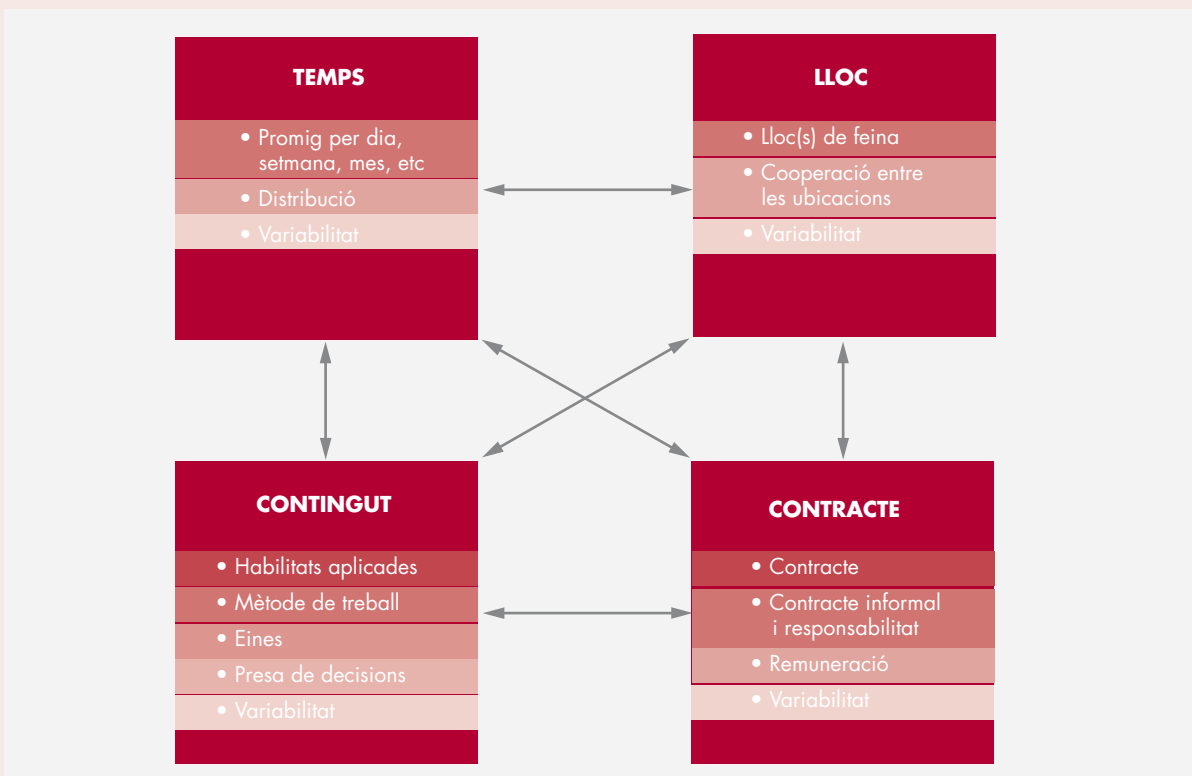 TEMPS
• Promig per dia,
setmana, mes, etc
• Distribució
• Variabilitat
LLOC
• Lloc(s) de feina
• Cooperació entre
les ubicacions
• Variabilitat
CONTINGUT
• Habilitats aplicades
• Mètode de treball
• Eines
• Presa de decisions
• Variabilitat
CONTRACTE
• Contracte
• Contracte informal
i responsabilitat
• Remuneració
• Variabilitat